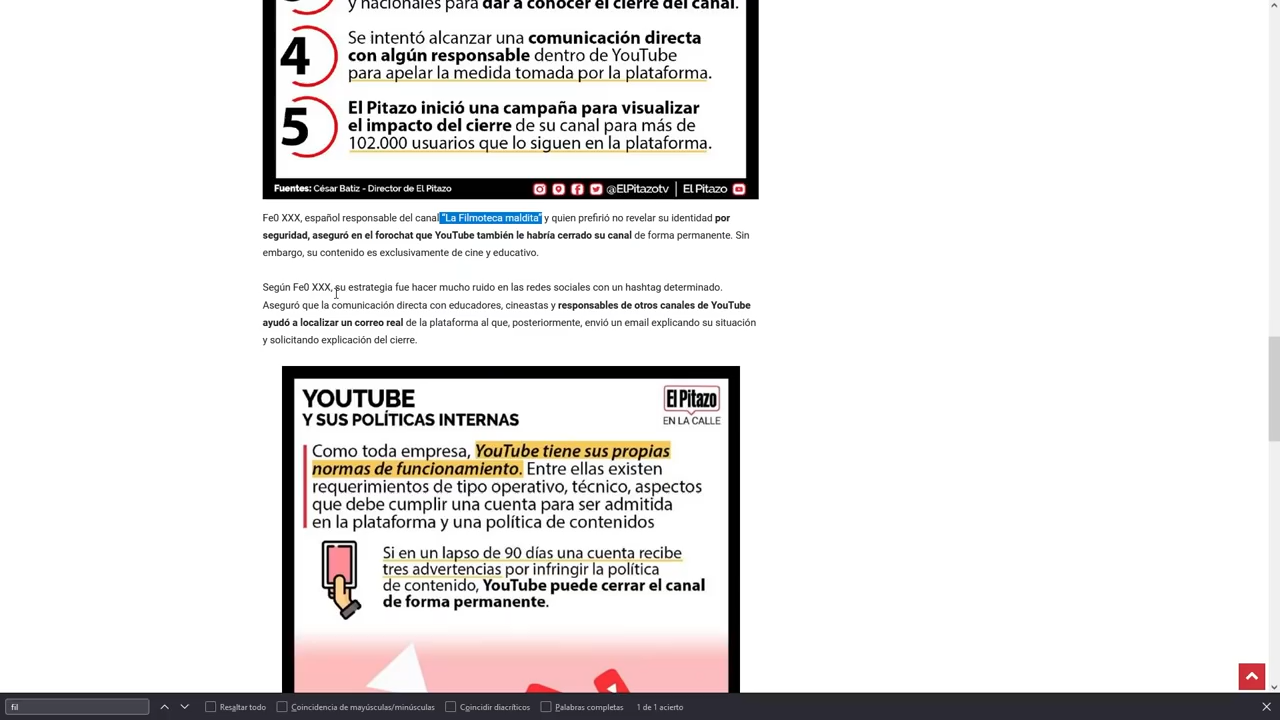 y nacionales para dar a conocer el cierre del canal.
4
Se intentó alcanzar una comunicación directa
con algún responsable dentro de YouTube
para apelar la medida tomada por la plataforma.
5
El Pitazo inició una campaña para visualizar
el impacto del cierre de su canal para más de
102.000 usuarios que lo siguen en la plataforma.
Fuentes: César Batiz - Director de El Pitazo
@ElPitazotv
El Pitazo
Fe0 XXX, español responsable del canal “La Filmoteca maldita” y quien prefirió no revelar su identidad por
seguridad, aseguró en el forochat que YouTube también le habría cerrado su canal de forma permanente. Sin
embargo, su contenido es exclusivamente de cine y educativo.
Según Fe0 XXX, su estrategia fue hacer mucho ruido en las redes sociales con un hashtag determinado.
Aseguró que la comunicación directa con educadores, cineastas y responsables de otros canales de YouTube
ayudó a localizar un correo real de la plataforma al que, posteriormente, envió un email explicando su situación
y solicitando explicación del cierre.
YOUTUBE
Y SUS POLÍTICAS INTERNAS
El Pitazo
EN LA CALLE
Como toda empresa, YouTube tiene sus propias
normas de funcionamiento. Entre ellas existen
requerimientos de tipo operativo, técnico, aspectos
que debe cumplir una cuenta para ser admitida
en la plataforma y una política de contenidos
Si en un lapso de 90 días una cuenta recibe
tres advertencias por infringir la política
de contenido, YouTube puede cerrar el canal
de forma permanente.
fil
Resaltar todo
Coincidencia de mayúsculas/minúsculas
Coincidir diacríticos
Palabras completas
1 de 1 acierto